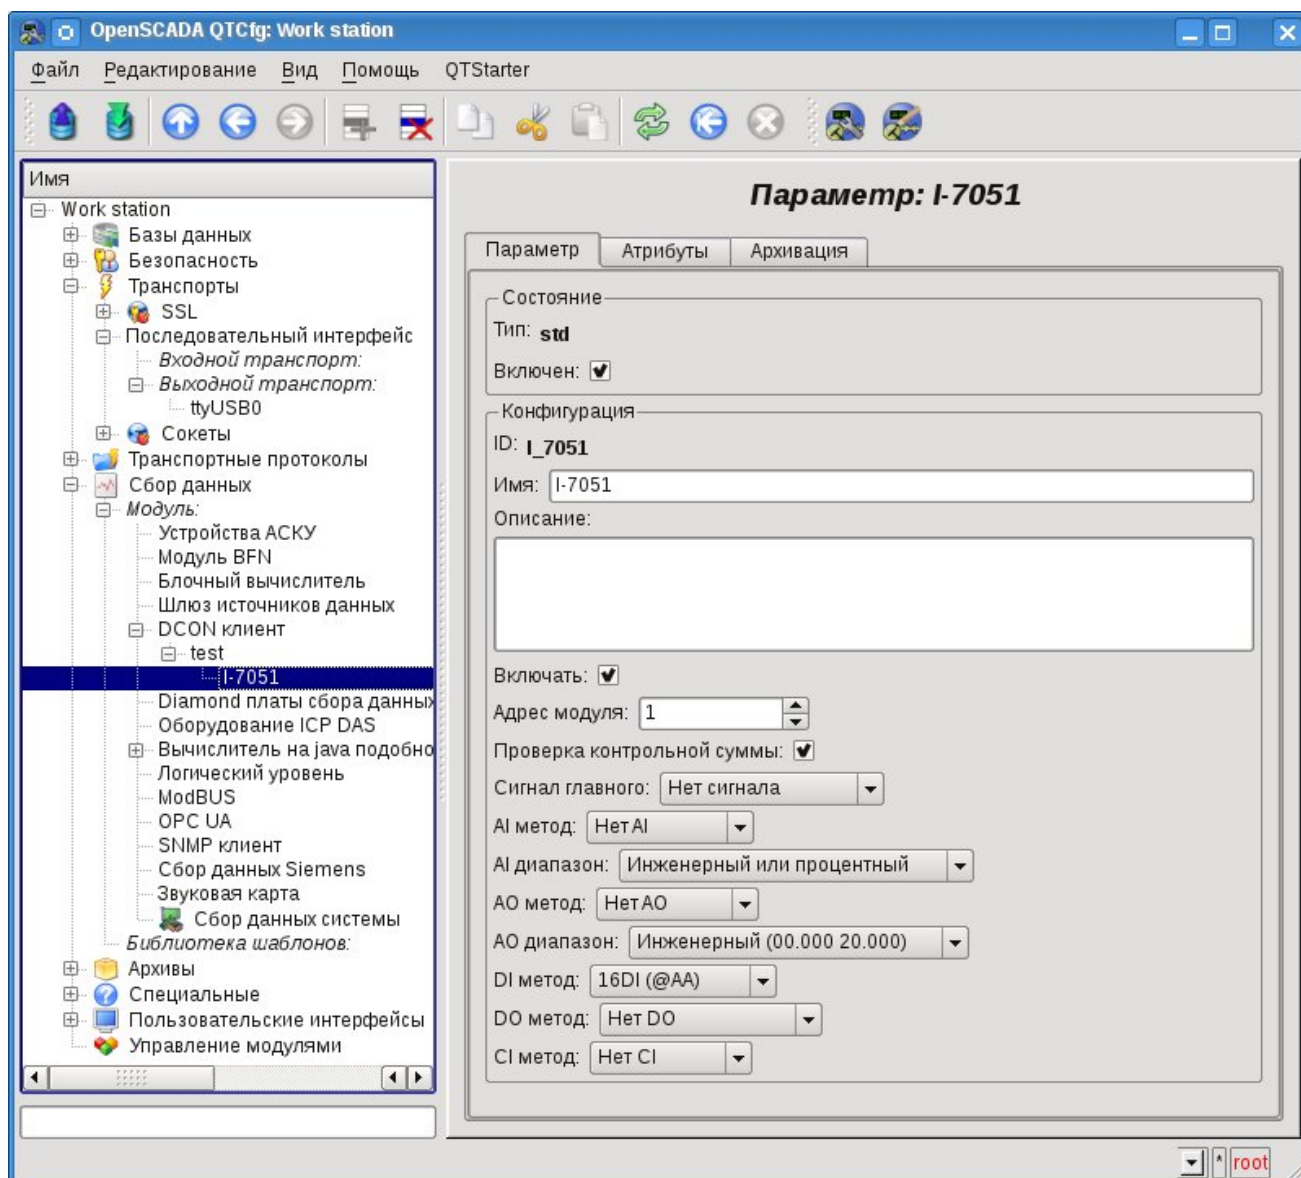 OpenSCADA QTCfg: Work station
Файл Редактирование Вид Помощь QTStarter
Имя
Work station
Базы данных
Безопасность
Транспорты
SSL
Последовательный интерфейс
Входной транспорт:
Выходной транспорт:
ttyUSB0
Сокеты
Транспортные протоколы
Сбор данных
Модуль:
Устройства АСКУ
Модуль BFN
Блочный вычислитель
Шлюз источников данных
DCON клиент
test
I-7051
Diamond платы сбора данных
Оборудование ICP DAS
Вычислитель на java подобно
Логический уровень
ModBUS
OPC UA
SNMP клиент
Сбор данных Siemens
Звуковая карта
Сбор данных системы
Библиотека шаблонов:
Архивы
Специальные
Пользовательские интерфейсы
Управление модулями
Параметр: I-7051
Параметр Атрибуты Архивация
Состояние
Тип: std
Включен:
Конфигурация
ID: I_7051
Имя: I-7051
Описание:
Включать:
Адрес модуля: 1
Проверка контрольной суммы:
Сигнал главного: Нет сигнала
AI метод: Нет AI
AI диапазон: Инженерный или процентный
AO метод: Нет AO
AO диапазон: Инженерный (00.000 20.000)
DI метод: 16DI (@AA)
DO метод: Нет DO
CI метод: Нет CI
* root